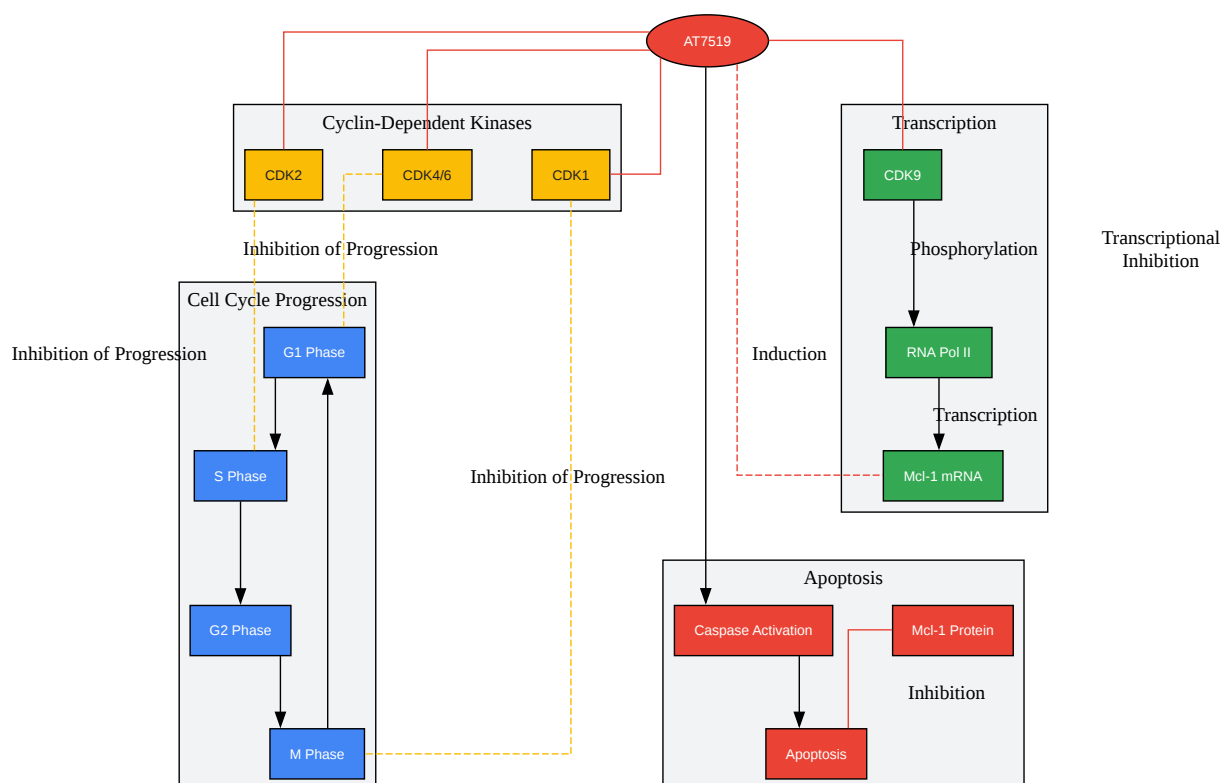 AT7519
Cyclin-Dependent Kinases
Transcription
CDK2
CDK4/6
CDK1
CDK9
Inhibition of Progression
Phosphorylation
Transcriptional
Inhibition
Cell Cycle Progression
G1 Phase
Inhibition of Progression
Induction
RNA Pol II
Transcription
S Phase
Inhibition of Progression
Mcl-1 mRNA
Apoptosis
G2 Phase
Caspase Activation
Mcl-1 Protein
Inhibition
M Phase
Apoptosis